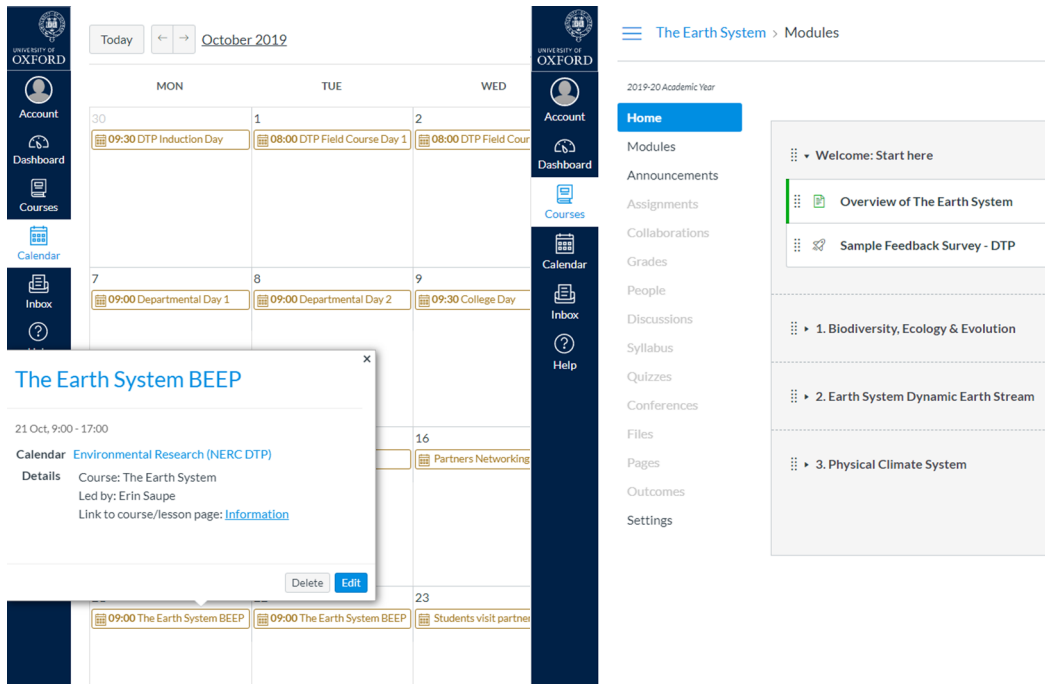 UNIVERSITY OF
OXFORD
Account
Dashboard
Courses
Calendar
Inbox
Today
← → October 2019
MON TUE WED
30 1 2
09:30 DTP Induction Day 08:00 DTP Field Course Day 1 08:00 DTP Field Cour
7 8 9
09:00 Departmental Day 1 09:00 Departmental Day 2 09:30 College Day
The Earth System BEEP
21 Oct, 9:00 - 17:00
Calendar Environmental Research (NERC DTP)
Details Course: The Earth System
Led by: Erin Saupe
Link to course/lesson page: Information
Delete Edit
16
Partners Networking
23
09:00 The Earth System BEEP 09:00 The Earth System BEEP Students visit partner
UNIVERSITY OF
OXFORD
Account
Dashboard
Courses
Calendar
Inbox
Help
The Earth System > Modules
2019-20 Academic Year
Home
Modules
Announcements
Assignments
Collaborations
Grades
People
Discussions
Syllabus
Quizzes
Conferences
Files
Pages
Outcomes
Settings
Welcome: Start here
Overview of The Earth System
Sample Feedback Survey - DTP
1. Biodiversity, Ecology & Evolution
2. Earth System Dynamic Earth Stream
3. Physical Climate System